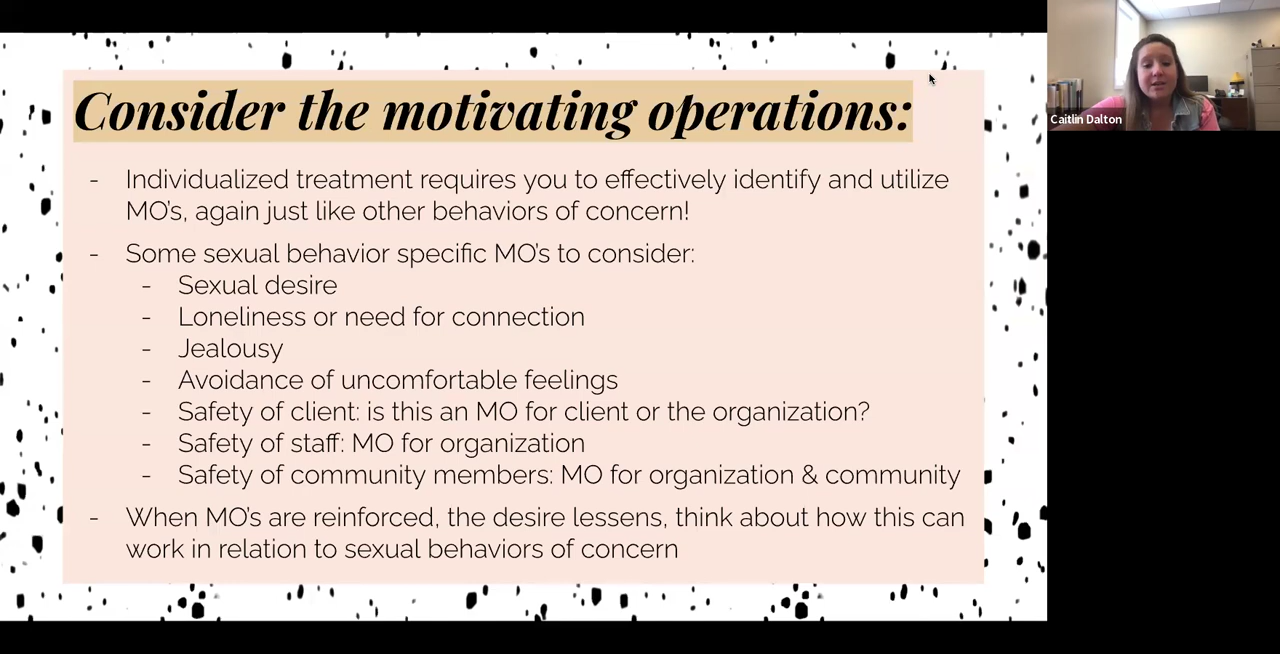 Consider the motivating operations:
- Individualized treatment requires you to effectively identify and utilize
MO's, again just like other behaviors of concern!
- Some sexual behavior specific MO's to consider:
- Sexual desire
- Loneliness or need for connection
- Jealousy
- Avoidance of uncomfortable feelings
- Safety of client: is this an MO for client or the organization?
- Safety of staff: MO for organization
- Safety of community members: MO for organization & community
- When MO's are reinforced, the desire lessens, think about how this can
work in relation to sexual behaviors of concern
Caitlin Dalton